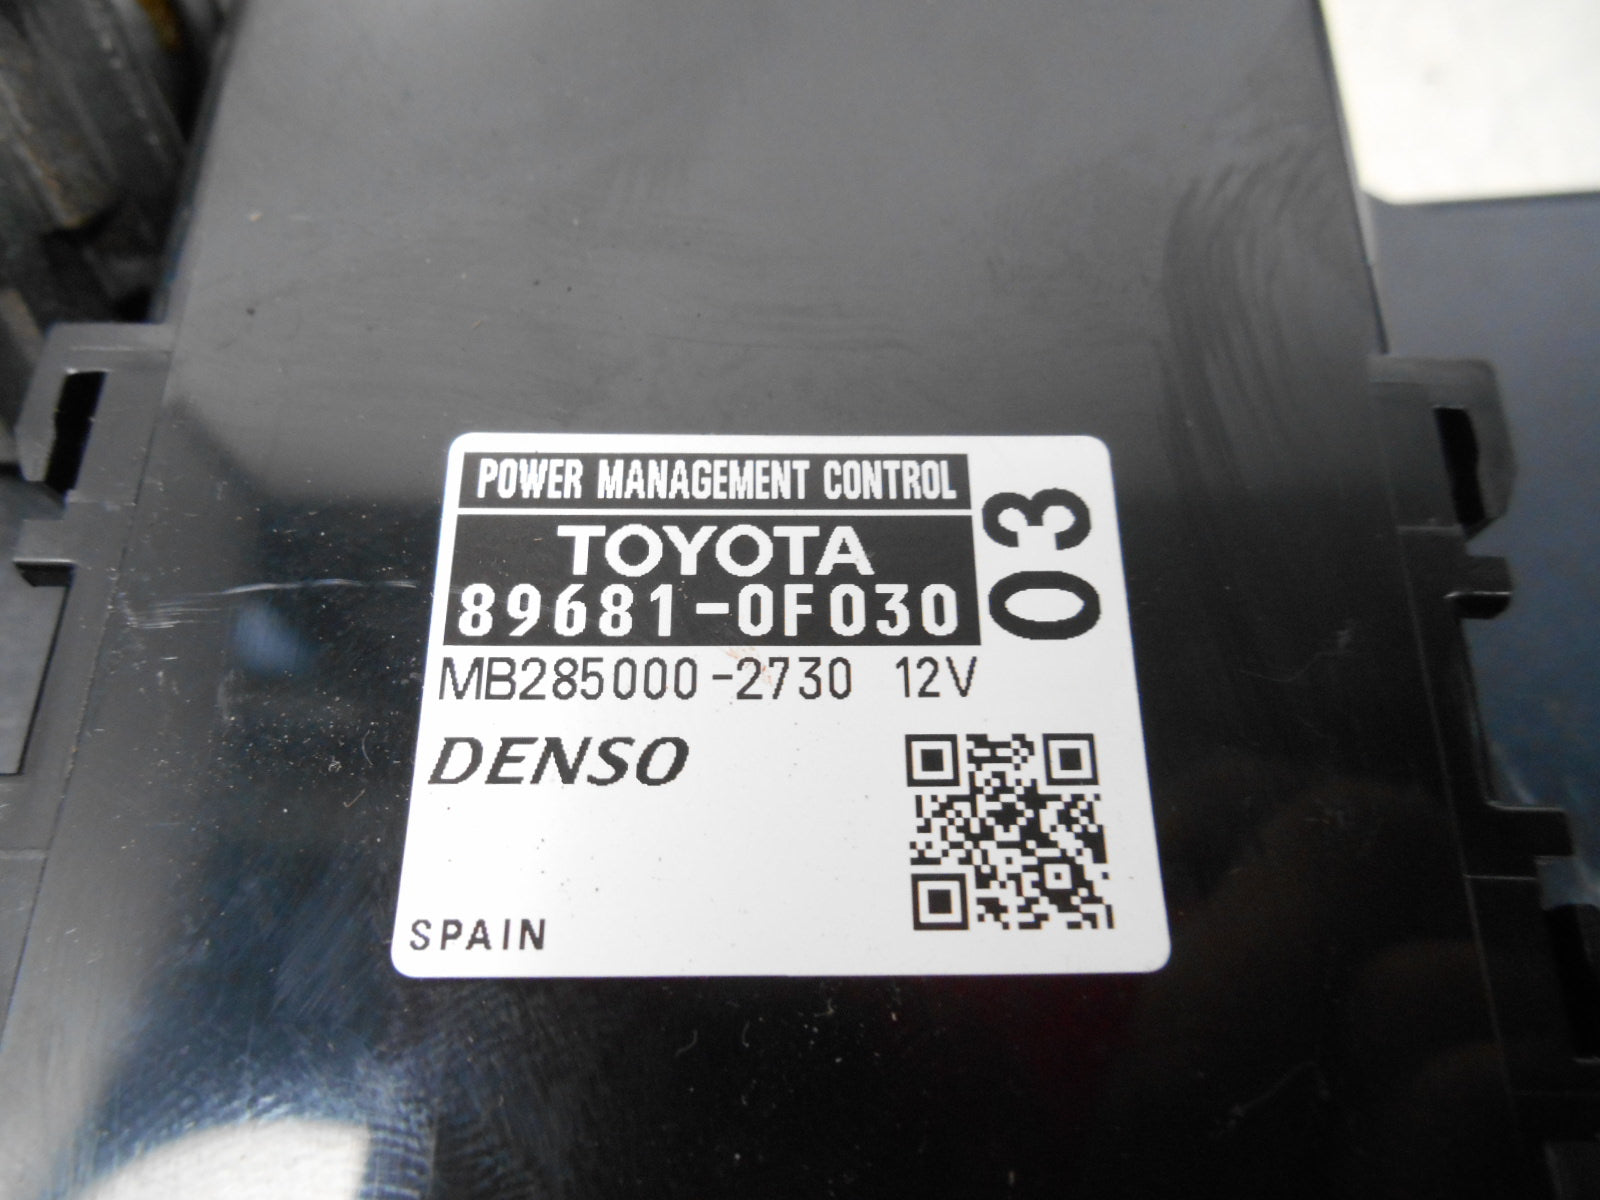 POWER MANAGEMENT CONTROL
TOYOTA
89681-0F030
03
MB285000-2730 12V
DENSO
SPAIN